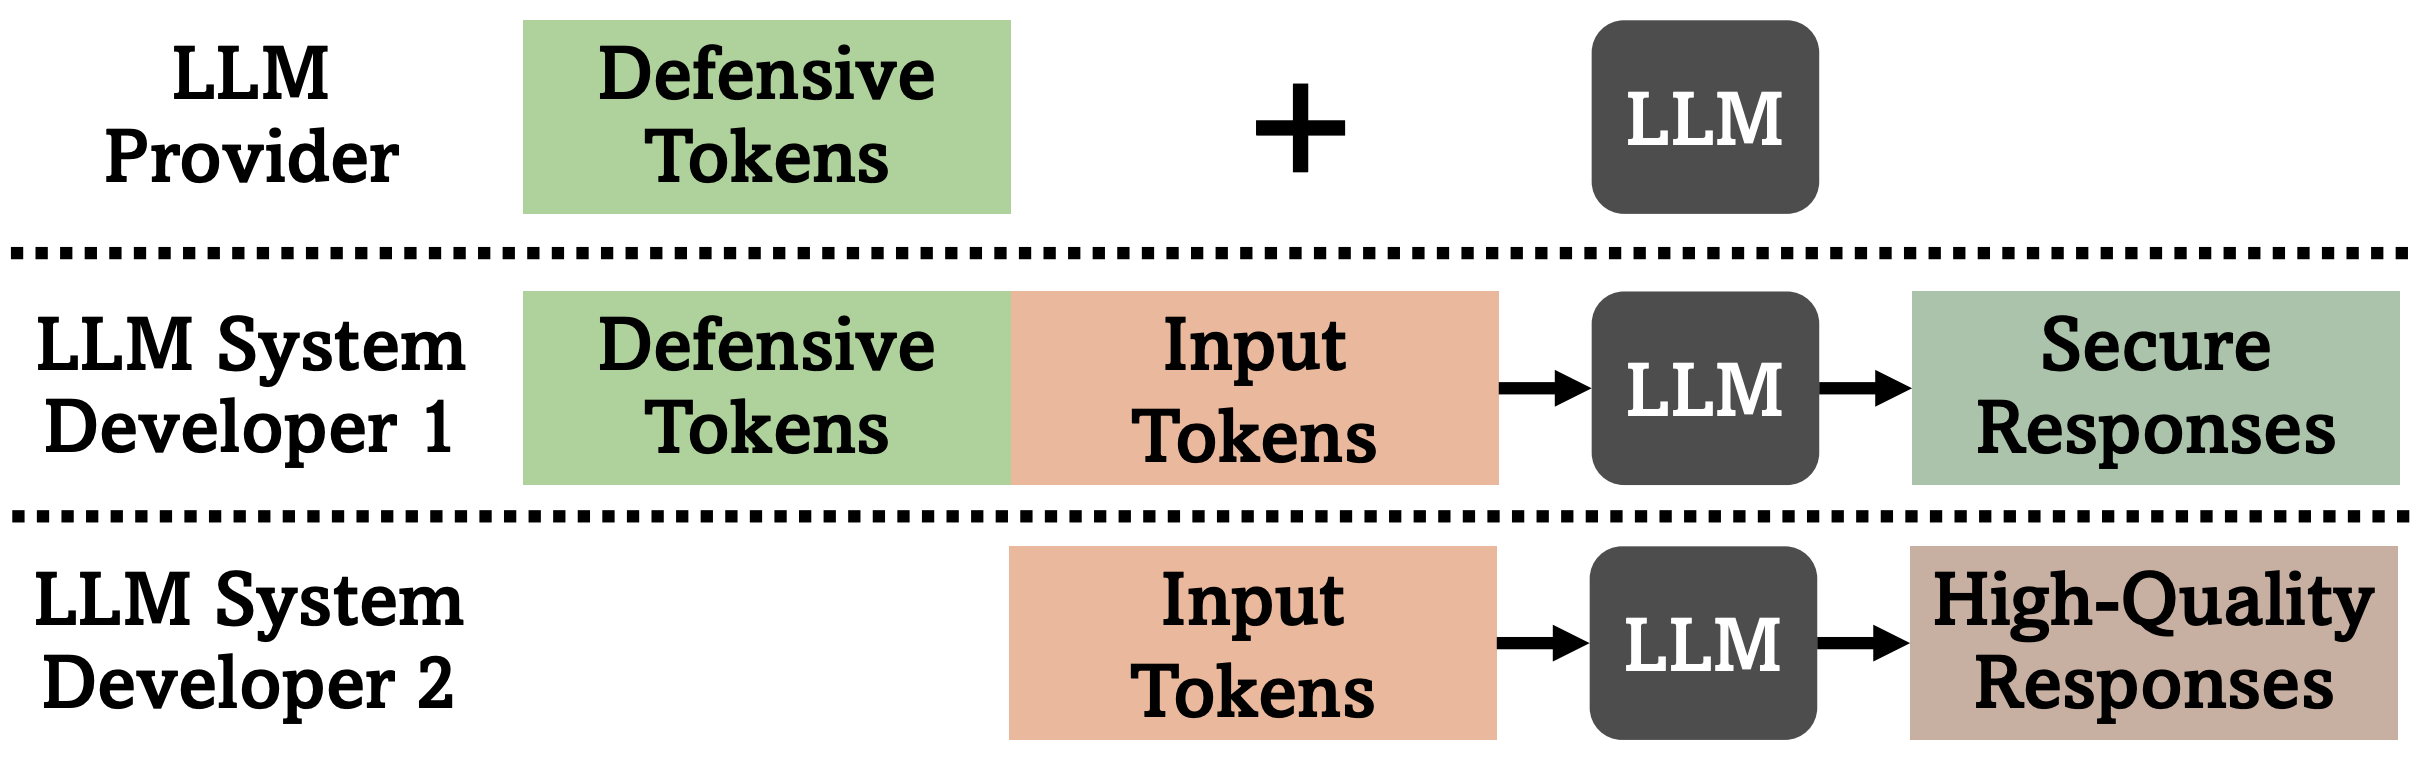 LLM
Provider
Defensive
Tokens
+
LLM
LLM System
Developer 1
Defensive
Tokens
Input
Tokens
LLM
Secure
Responses
LLM System
Developer 2
Input
Tokens
LLM
High-Quality
Responses